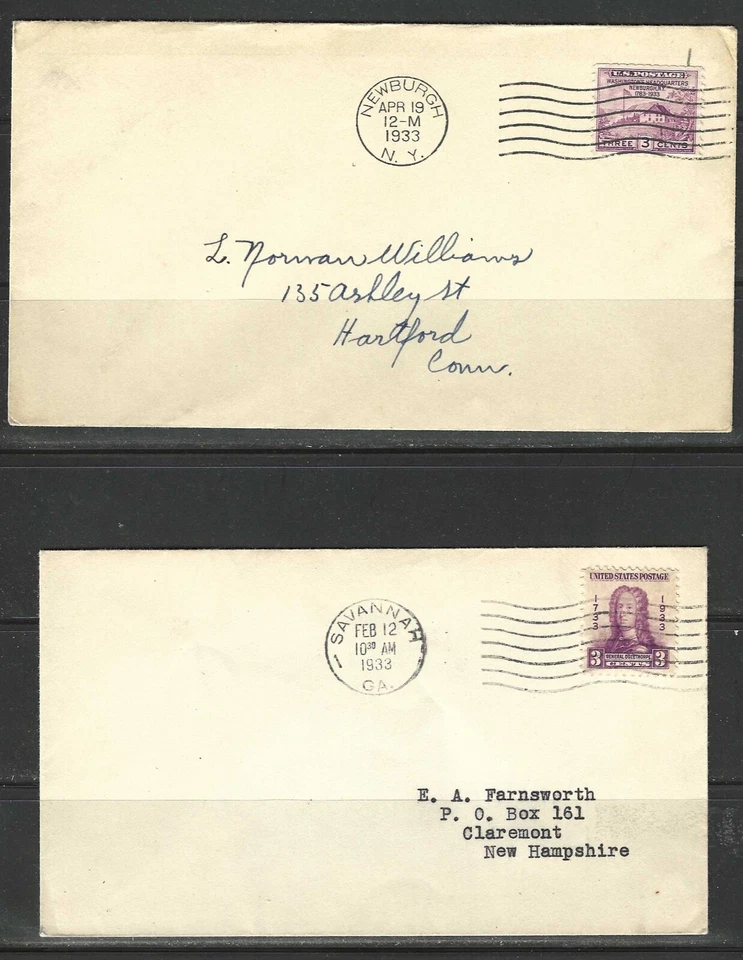 NEWBURGH
APR 19
12-M
1933
N. Y.
U.S. POSTAGE
WASHINGTON'S HEADQUARTERS
NEWBURGH, N.Y.
1783-1933
THREE 3 CENTS
L. Norman Williams
135 Ashley St
Hartford
Conn.
SAVANNAH
FEB 12
10³⁰ AM
1933
GA.
UNITED STATES POSTAGE
1733
1933
GENERAL OGLETHORPE
3 CENTS 3
E. A. Farnsworth
P. O. Box 161
Claremont
New Hampshire